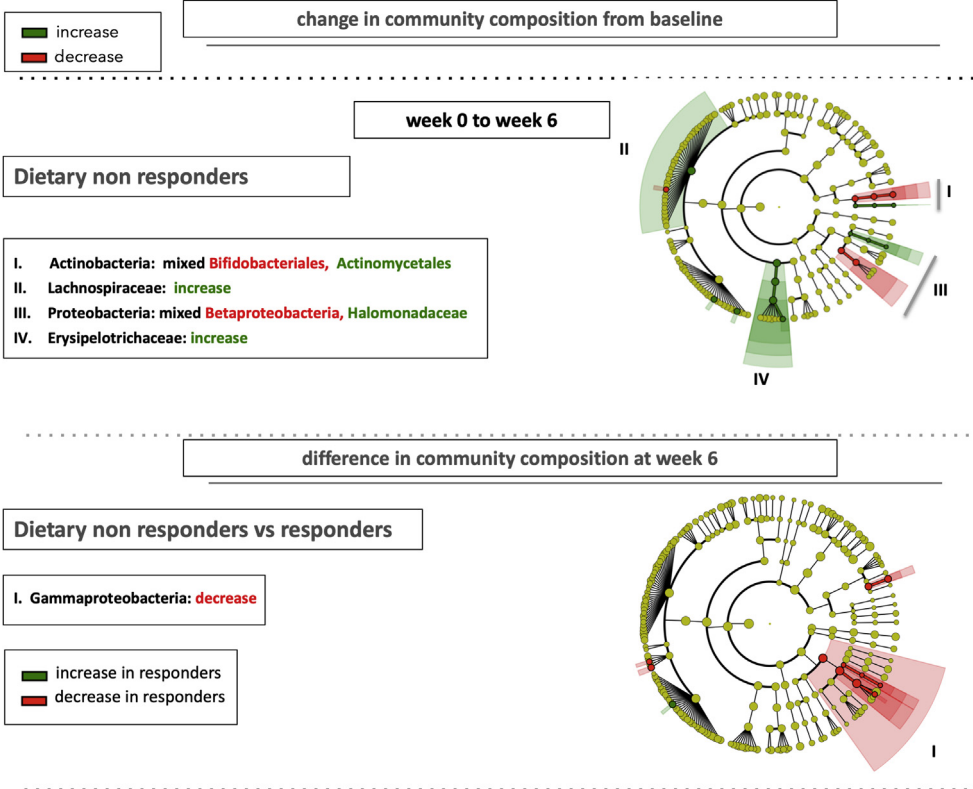 change in community composition from baseline
increase
decrease
week 0 to week 6
II
Dietary non responders
I
I. Actinobacteria: mixed Bifidobacteriales, Actinomycetales
II. Lachnospiraceae: increase
III. Proteobacteria: mixed Betaproteobacteria, Halomonadaceae
IV. Erysipelotrichaceae: increase
III
IV
difference in community composition at week 6
Dietary non responders vs responders
I. Gammaproteobacteria: decrease
increase in responders
decrease in responders
I